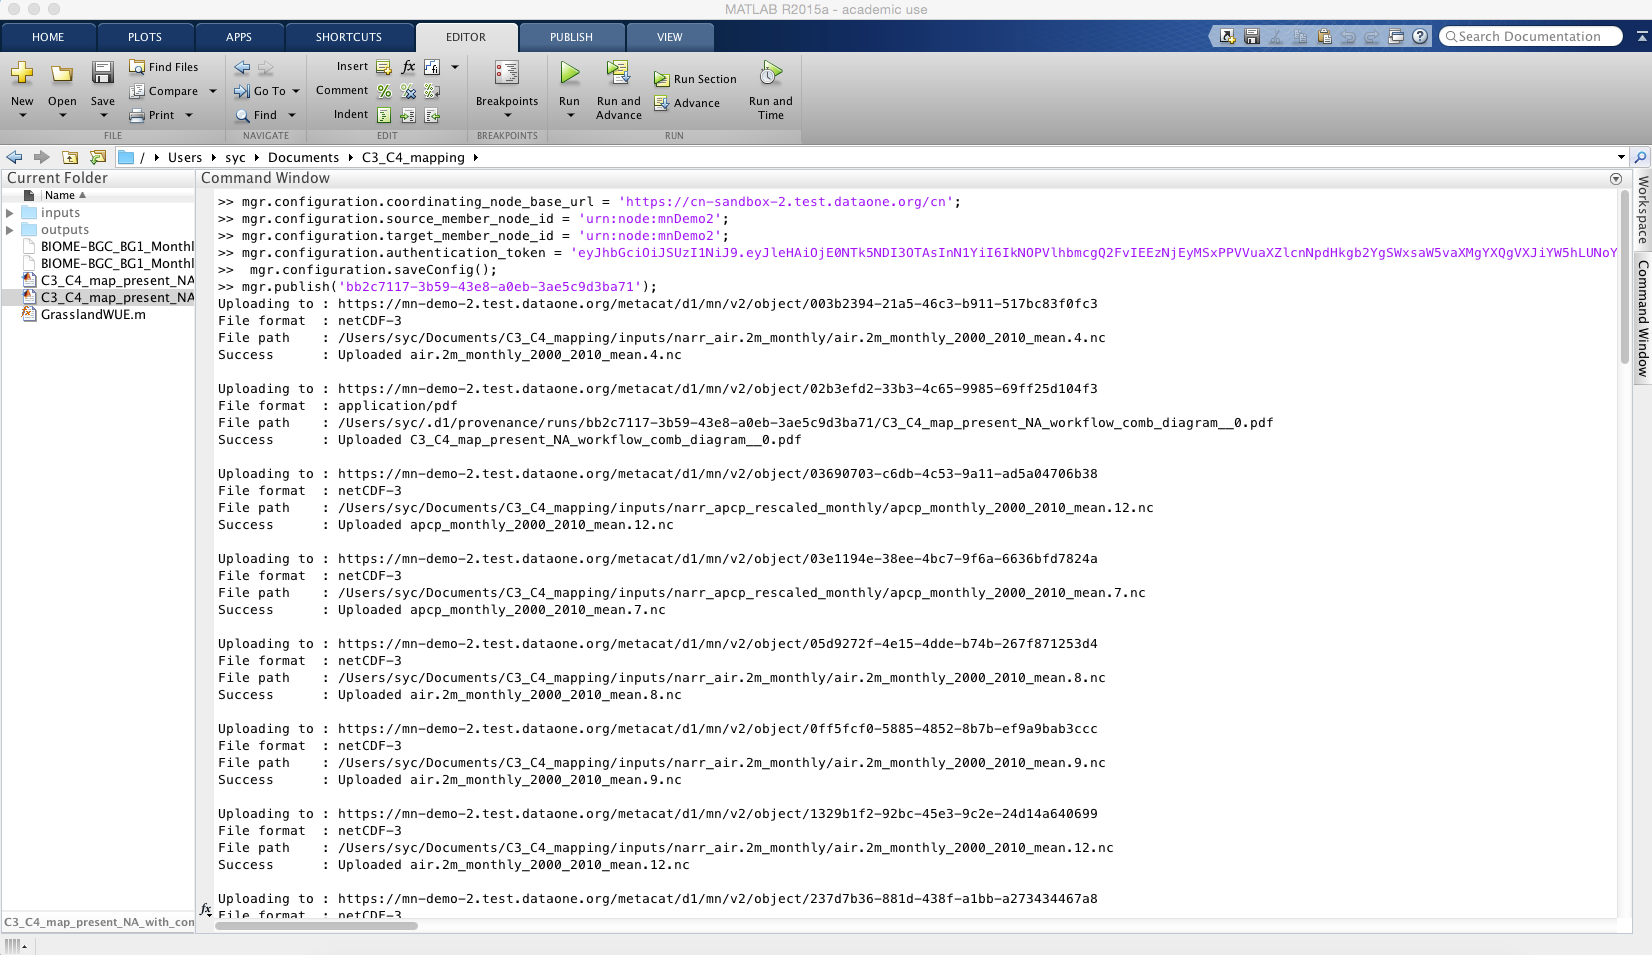 MATLAB R2015a - academic use
HOME PLOTS APPS SHORTCUTS EDITOR PUBLISH VIEW
Search Documentation
New Open Save
Find Files
Compare
Print
FILE
Go To
Find
NAVIGATE
Insert fx
Comment
Indent
EDIT
Breakpoints
BREAKPOINTS
Run
Run and Advance
Run Section
Advance
Run and Time
RUN
/ Users syc Documents C3_C4_mapping
Current Folder
Name
inputs
outputs
BIOME-BGC_BG1_Monthl
BIOME-BGC_BG1_Monthl
C3_C4_map_present_NA
C3_C4_map_present_NA
GrasslandWUE.m
C3_C4_map_present_NA_with_con
Command Window
>> mgr.configuration.coordinating_node_base_url = 'https://cn-sandbox-2.test.dataone.org/cn';
>> mgr.configuration.source_member_node_id = 'urn:node:mnDemo2';
>> mgr.configuration.target_member_node_id = 'urn:node:mnDemo2';
>> mgr.configuration.authentication_token =
>>  mgr.configuration.saveConfig();
>> mgr.publish('bb2c7117-3b59-43e8-a0eb-3ae5c9d3ba71');
Uploading to : https://mn-demo-2.test.dataone.org/metacat/d1/mn/v2/object/003b2394-21a5-46c3-b911-517bc83f0fc3
File format  : netCDF-3
File path    : /Users/syc/Documents/C3_C4_mapping/inputs/narr_air.2m_monthly/air.2m_monthly_2000_2010_mean.4.nc
Success      : Uploaded air.2m_monthly_2000_2010_mean.4.nc
Uploading to : https://mn-demo-2.test.dataone.org/metacat/d1/mn/v2/object/02b3efd2-33b3-4c65-9985-69ff25d104f3
File format  : application/pdf
File path    : /Users/syc/.d1/provenance/runs/bb2c7117-3b59-43e8-a0eb-3ae5c9d3ba71/C3_C4_map_present_NA_workflow_comb_diagram__0.pdf
Success      : Uploaded C3_C4_map_present_NA_workflow_comb_diagram__0.pdf
Uploading to : https://mn-demo-2.test.dataone.org/metacat/d1/mn/v2/object/03690703-c6db-4c53-9a11-ad5a04706b38
File format  : netCDF-3
File path    : /Users/syc/Documents/C3_C4_mapping/inputs/narr_apcp_rescaled_monthly/apcp_monthly_2000_2010_mean.12.nc
Success      : Uploaded apcp_monthly_2000_2010_mean.12.nc
Uploading to : https://mn-demo-2.test.dataone.org/metacat/d1/mn/v2/object/03e1194e-38ee-4bc7-9f6a-6636bfd7824a
File format  : netCDF-3
File path    : /Users/syc/Documents/C3_C4_mapping/inputs/narr_apcp_rescaled_monthly/apcp_monthly_2000_2010_mean.7.nc
Success      : Uploaded apcp_monthly_2000_2010_mean.7.nc
Uploading to : https://mn-demo-2.test.dataone.org/metacat/d1/mn/v2/object/05d9272f-4e15-4dde-b74b-267f871253d4
File format  : netCDF-3
File path    : /Users/syc/Documents/C3_C4_mapping/inputs/narr_air.2m_monthly/air.2m_monthly_2000_2010_mean.8.nc
Success      : Uploaded air.2m_monthly_2000_2010_mean.8.nc
Uploading to : https://mn-demo-2.test.dataone.org/metacat/d1/mn/v2/object/0ff5fcf0-5885-4852-8b7b-ef9a9bab3ccc
File format  : netCDF-3
File path    : /Users/syc/Documents/C3_C4_mapping/inputs/narr_air.2m_monthly/air.2m_monthly_2000_2010_mean.9.nc
Success      : Uploaded air.2m_monthly_2000_2010_mean.9.nc
Uploading to : https://mn-demo-2.test.dataone.org/metacat/d1/mn/v2/object/1329b1f2-92bc-45e3-9c2e-24d14a640699
File format  : netCDF-3
File path    : /Users/syc/Documents/C3_C4_mapping/inputs/narr_air.2m_monthly/air.2m_monthly_2000_2010_mean.12.nc
Success      : Uploaded air.2m_monthly_2000_2010_mean.12.nc
Uploading to : https://mn-demo-2.test.dataone.org/metacat/d1/mn/v2/object/237d7b36-881d-438f-a1bb-a273434467a8
File format  : netCDF-3
fx
Workspace
Command Window